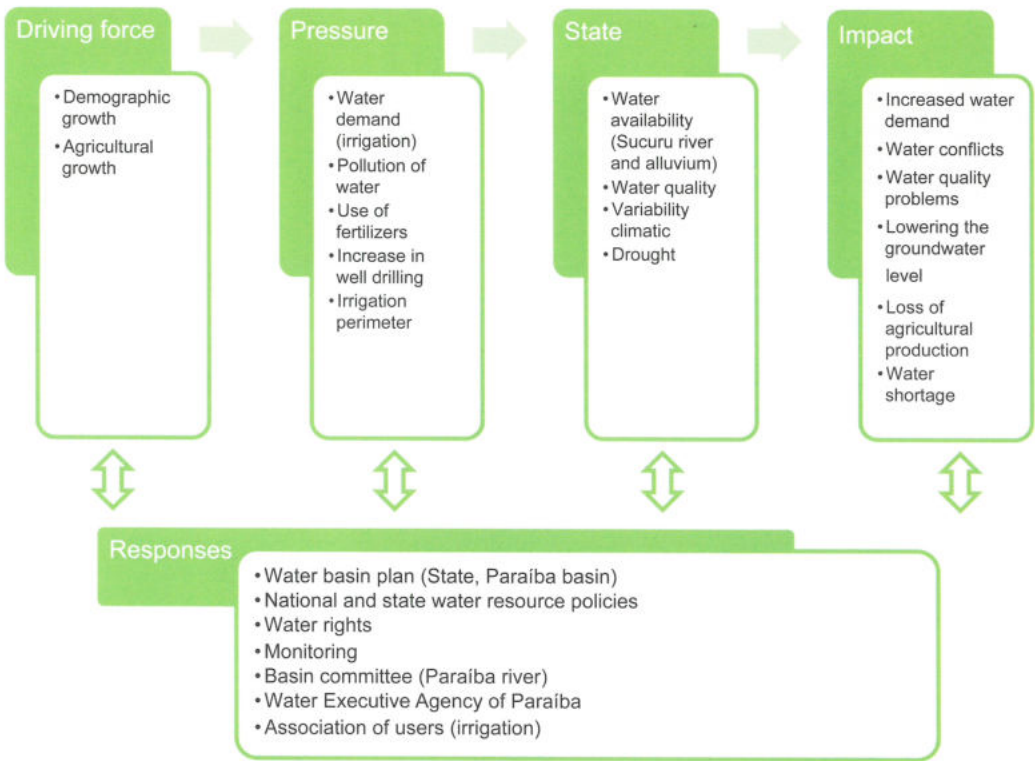 Driving force
• Demographic
growth
• Agricultural
growth
Pressure
• Water
demand
(irrigation)
• Pollution of
water
• Use of
fertilizers
• Increase in
well drilling
• Irrigation
perimeter
State
• Water
availability
(Sucuru river
and alluvium)
• Water quality
• Variability
climatic
• Drought
Impact
• Increased water
demand
• Water conflicts
• Water quality
problems
• Lowering the
groundwater
level
• Loss of
agricultural
production
• Water
shortage
Responses
• Water basin plan (State, Paraíba basin)
• National and state water resource policies
• Water rights
• Monitoring
• Basin committee (Paraíba river)
• Water Executive Agency of Paraíba
• Association of users (irrigation)